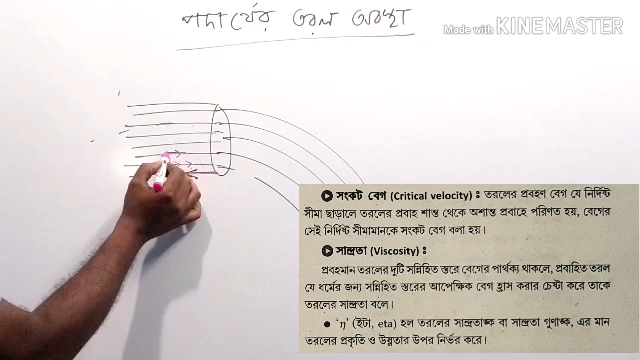 পদার্থের তরল অবস্থা
Made with KINEMASTER
সংকট বেগ (Critical velocity) : তরলের প্রবহণ বেগ যে নির্দিষ্ট
সীমা ছাড়ালে তরলের প্রবাহ শান্ত থেকে অশান্ত প্রবাহে পরিণত হয়, বেগের
সেই নির্দিষ্ট সীমামানকে সংকট বেগ বলা হয়।
সান্দ্রতা (Viscosity) :
প্রবহমান তরলের দুটি সন্নিহিত স্তরে বেগের পার্থক্য থাকলে, প্রবাহিত তরল
যে ধর্মের জন্য সন্নিহিত স্তরের আপেক্ষিক বেগ হ্রাস করার চেষ্টা করে তাকে
তরলের সান্দ্রতা বলে।
• 'η' (ইটা, eta) হল তরলের সান্দ্রতাঙ্ক বা সান্দ্রতা গুণাঙ্ক, এর মান
তরলের প্রকৃতি ও উষ্ণতার উপর নির্ভর করে।